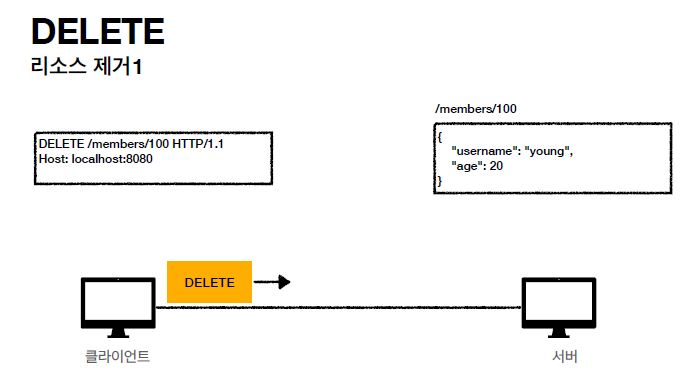 DELETE
리소스 제거1
DELETE /members/100 HTTP/1.1
Host: localhost:8080
/members/100
{
"username": "young",
"age": 20
}
DELETE
클라이언트
서버